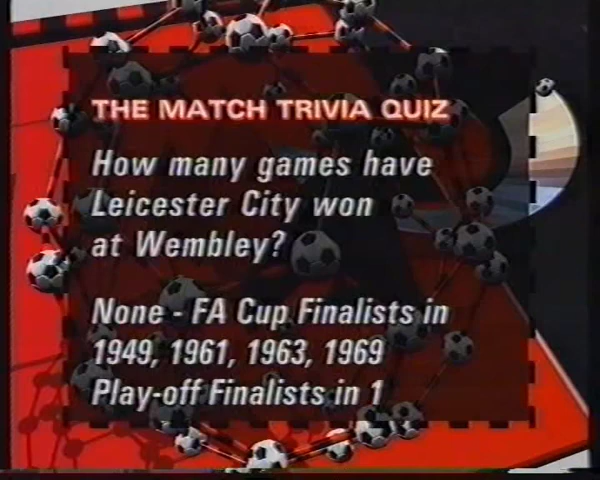 THE MATCH TRIVIA QUIZ
How many games have
Leicester City won
at Wembley?
None - FA Cup Finalists in
1949, 1961, 1963, 1969
Play-off Finalists in 1